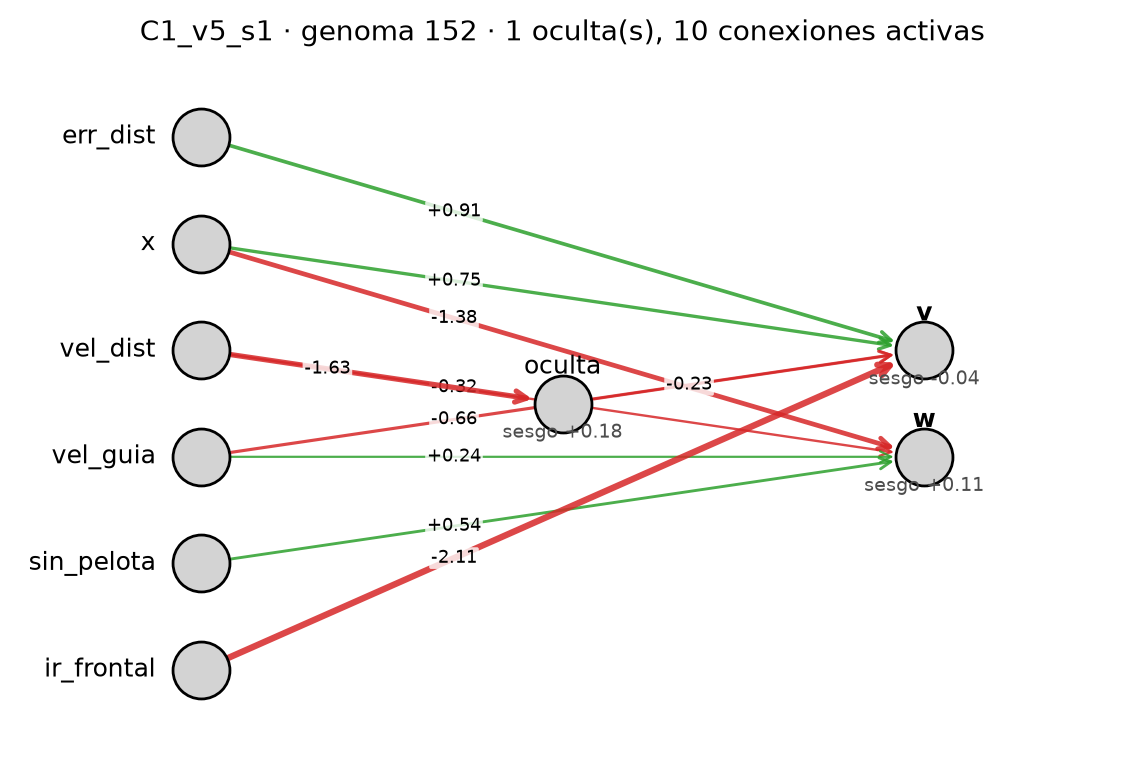 C1_v5_s1 · genoma 152 · 1 oculta(s), 10 conexiones activas
err_dist
+0.91
x
+0.75
-1.38
v
vel_dist
-1.63
oculta
-0.32
-0.23
sesgo -0.04
-0.66
w
sesgo +0.18
vel_guia
+0.24
sesgo +0.11
+0.54
sin_pelota
-2.11
ir_frontal